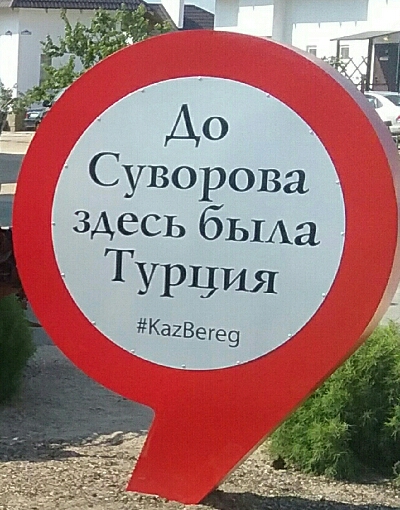 До
Суворова
здесь была
Турция
#KazBereg